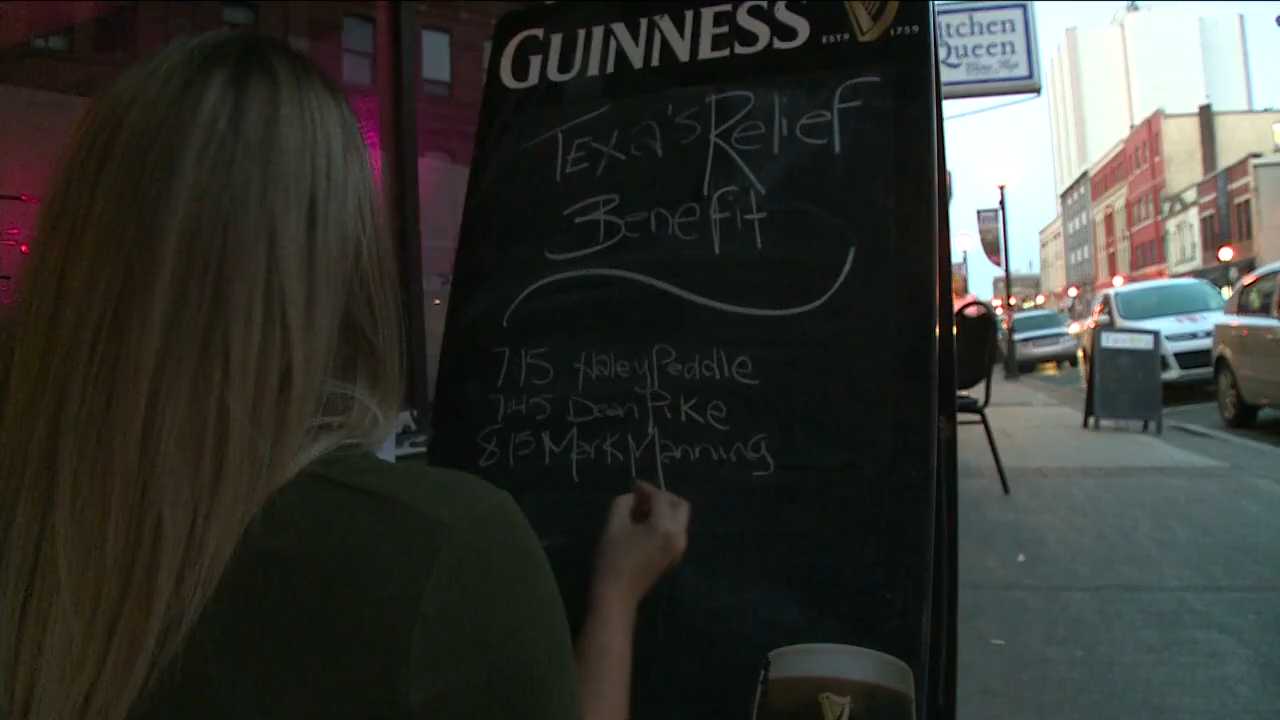 GUINNESS
ESTD 1759
Texa's Relief
Benefit
7:15 Haley Peddle
7:45 Dean Pike
8:15 Mark Manning
itchen
Queen